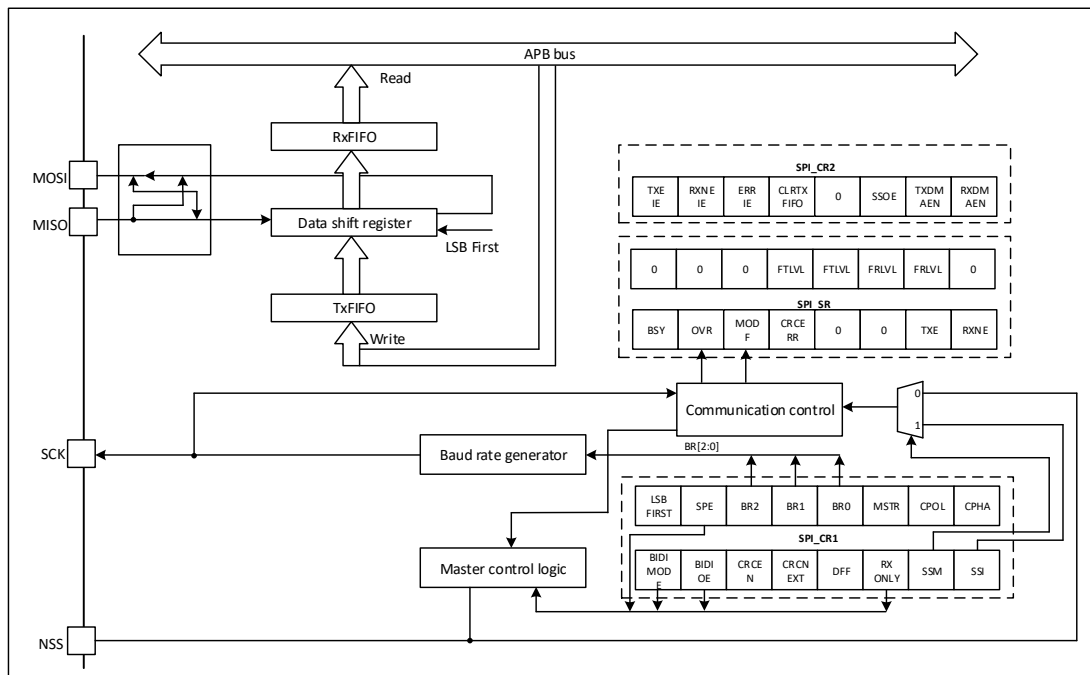 APB bus
Read
RxFIFO
MOSI
MISO
Data shift register
LSB First
TxFIFO
Write
SPI_CR2
TXE
IE
RXNE
IE
ERR
IE
CLRTX
FIFO
0
SSOE
TXDM
AEN
RXDM
AEN
0
0
0
FTLVL
FTLVL
FRLVL
FRLVL
0
SPI_SR
BSY
OVR
MOD
F
CRCE
RR
0
0
TXE
RXNE
Communication control
0
1
SCK
Baud rate generator
BR[2:0]
LSB
FIRST
SPE
BR2
BR1
BR0
MSTR
CPOL
CPHA
SPI_CR1
Master control logic
BIDI
MOD
E
BIDI
OE
CRCE
N
CRCN
EXT
DFF
RX
ONLY
SSM
SSI
NSS